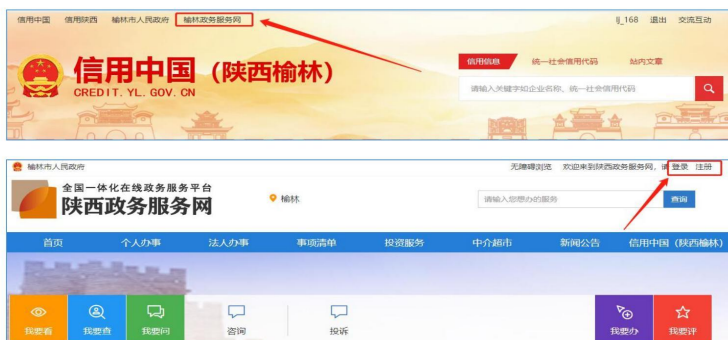 信用中国 信用陕西 榆林市人民政府 榆林政务服务网 lj_168 退出 交流互动
信用中国（陕西榆林）
CREDIT. YL. GOV. CN
信用信息 统一社会信用代码 站内文章
请输入关键字如企业名称、统一社会信用代码
榆林市人民政府 无障碍浏览 欢迎来到陕西政务服务网，请 登录 注册
全国一体化在线政务服务平台
陕西政务服务网
榆林
请输入您想办的服务 查询
首页 个人办事 法人办事 事项清单 投资服务 中介超市 新闻公告 信用中国（陕西榆林）
我要看 我要查 我要问 咨询 投诉 我要办 我要评